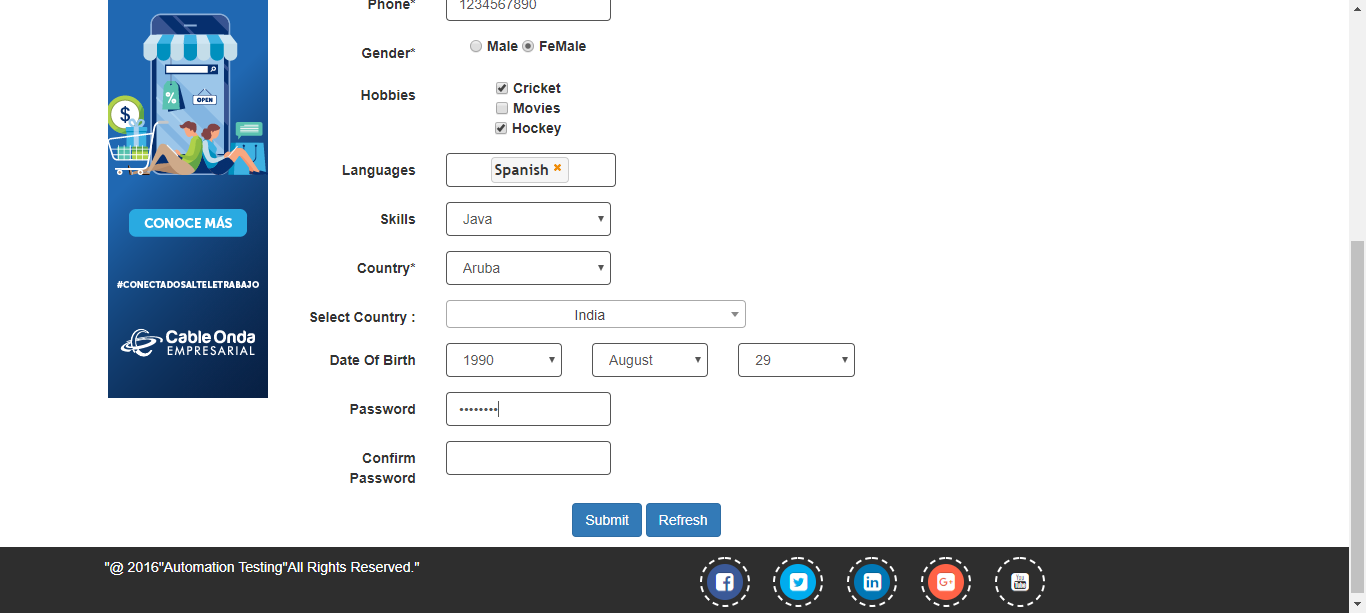 Phone*
1234567890
Gender*
Male FeMale
Hobbies
Cricket
Movies
Hockey
Languages
Spanish
Skills
Java
Country*
Aruba
Select Country :
India
Date Of Birth
1990 August 29
Password
Confirm
Password
Submit Refresh
$
%
OPEN
CONOCE MÁS
#CONECTADOSALTELETRABAJO
Cable Onda
EMPRESARIAL
"@ 2016"Automation Testing"All Rights Reserved."
f
in
G+
You
Tube